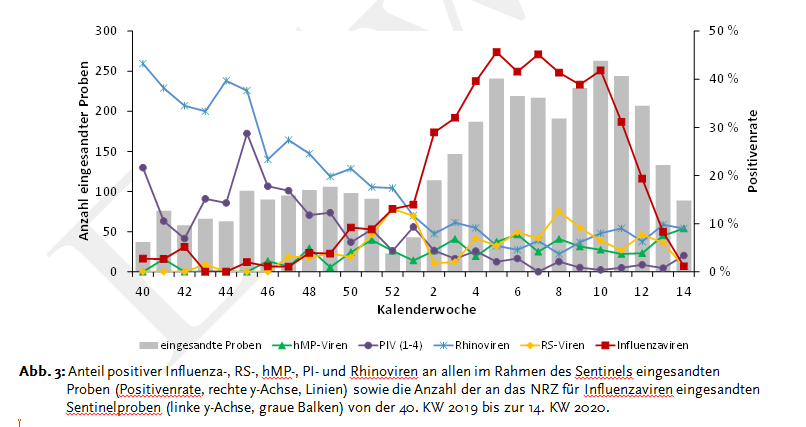 300
250
200
150
100
50
0
Anzahl eingesandter Proben
50 %
40 %
30 %
20 %
10 %
0 %
Positivenrate
40 42 44 46 48 50 52 2 4 6 8 10 12 14
Kalenderwoche
eingesandte Proben hMP-Viren PIV (1-4) Rhinoviren RS-Viren Influenzaviren
Abb. 3: Anteil positiver Influenza-, RS-, hMP-, PI- und Rhinoviren an allen im Rahmen des Sentinels eingesandten
Proben (Positivenrate, rechte y-Achse, Linien) sowie die Anzahl der an das NRZ für Influenzaviren eingesandten
Sentinelproben (linke y-Achse, graue Balken) von der 40. KW 2019 bis zur 14. KW 2020.